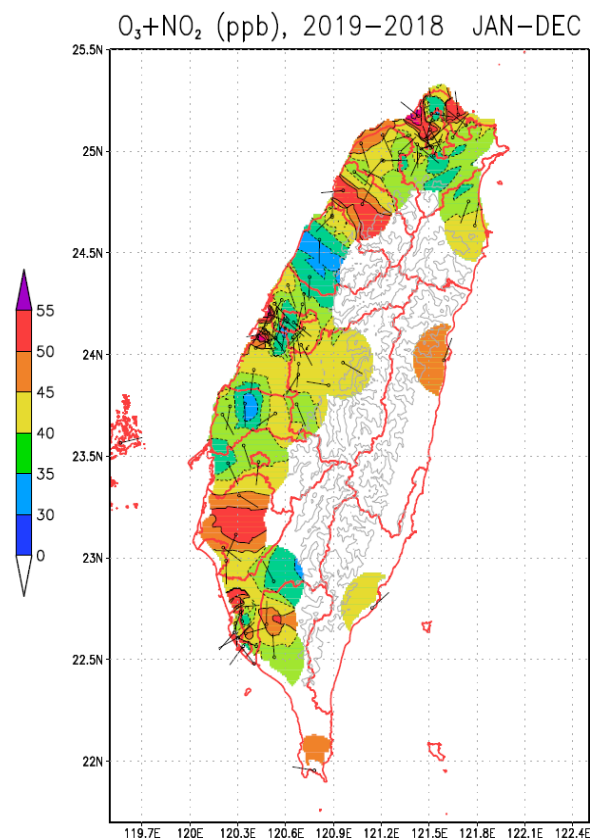 O₃+NO₂ (ppb), 2019-2018 JAN-DEC
25.5N
25N
24.5N
24N
23.5N
23N
22.5N
22N
55
50
45
40
35
30
0
119.7E 120E 120.3E 120.6E 120.9E 121.2E 121.5E 121.8E 122.1E 122.4E